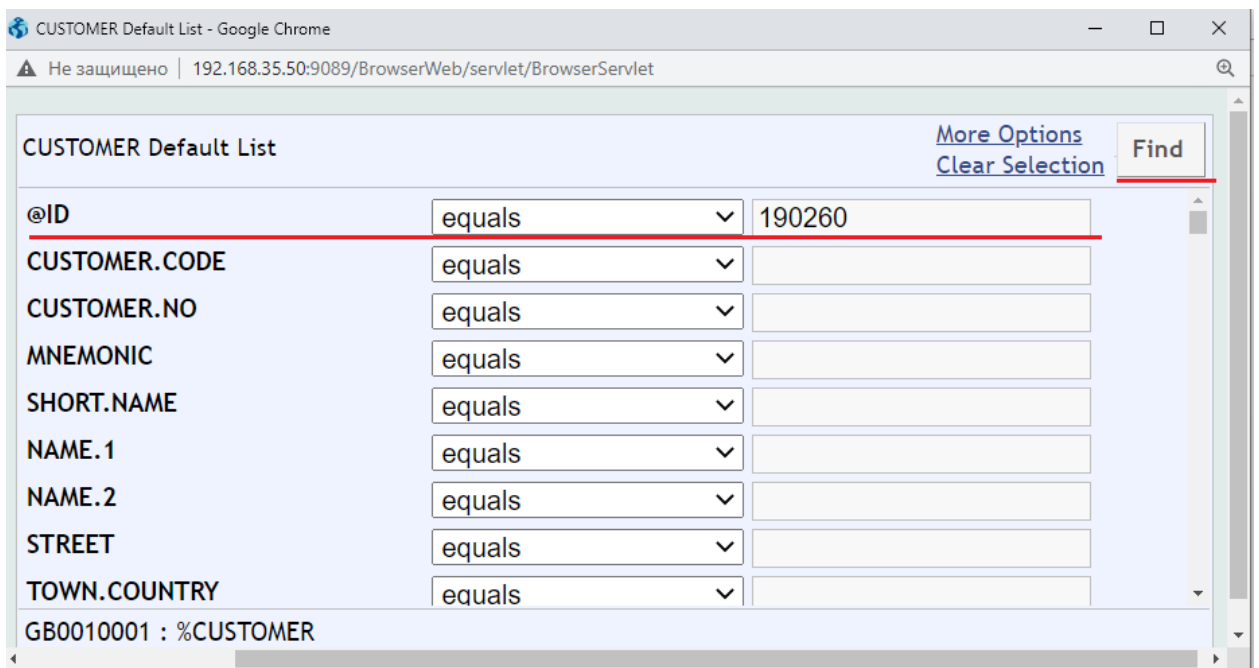 CUSTOMER Default List - Google Chrome
Не защищено | 192.168.35.50:9089/BrowserWeb/servlet/BrowserServlet
CUSTOMER Default List
More Options
Clear Selection
Find
@ID equals 190260
CUSTOMER.CODE equals
CUSTOMER.NO equals
MNEMONIC equals
SHORT.NAME equals
NAME.1 equals
NAME.2 equals
STREET equals
TOWN.COUNTRY equals
GB0010001 : %CUSTOMER